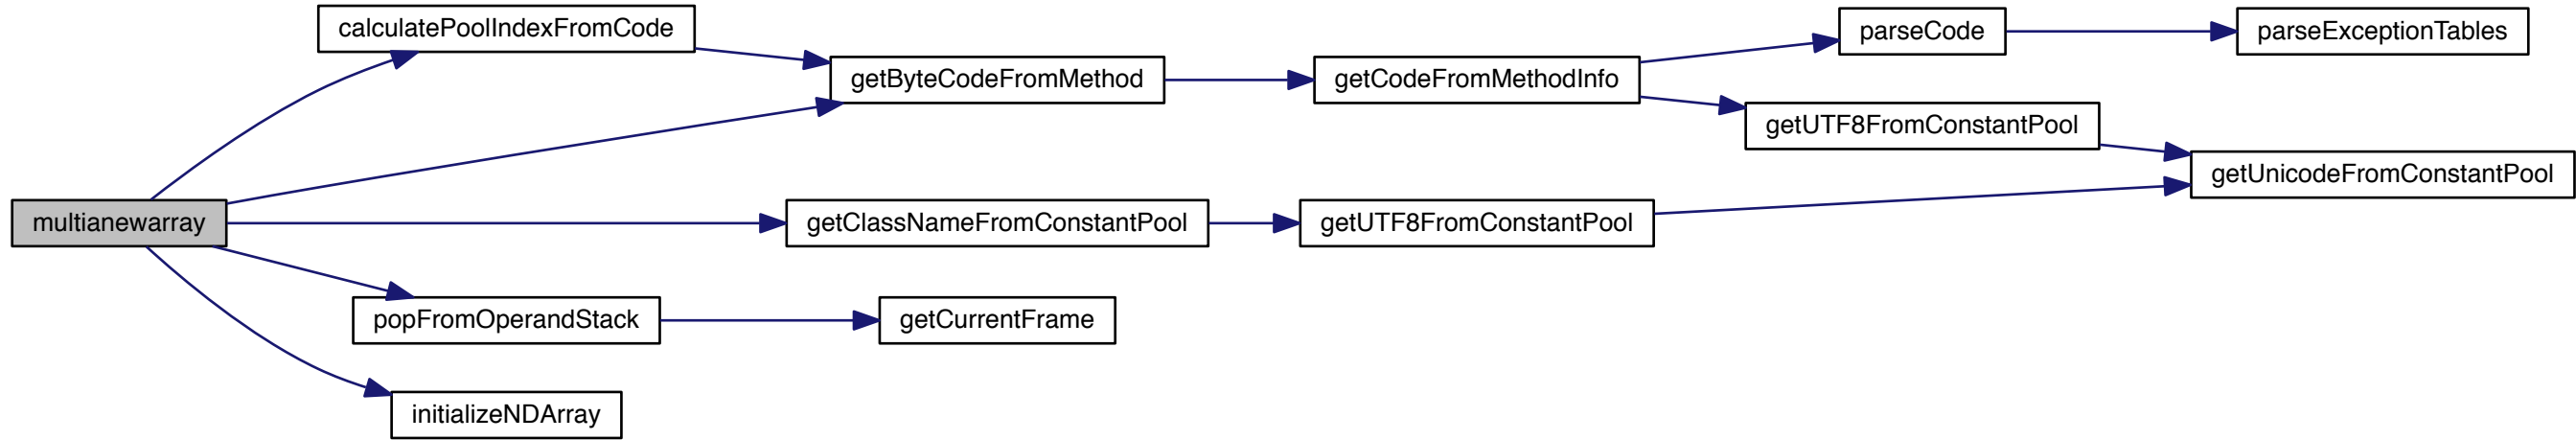 calculatePoolIndexFromCode
parseCode
parseExceptionTables
getByteCodeFromMethod
getCodeFromMethodInfo
getUTF8FromConstantPool
getUnicodeFromConstantPool
multianewarray
getClassNameFromConstantPool
getUTF8FromConstantPool
popFromOperandStack
getCurrentFrame
initializeNDArray